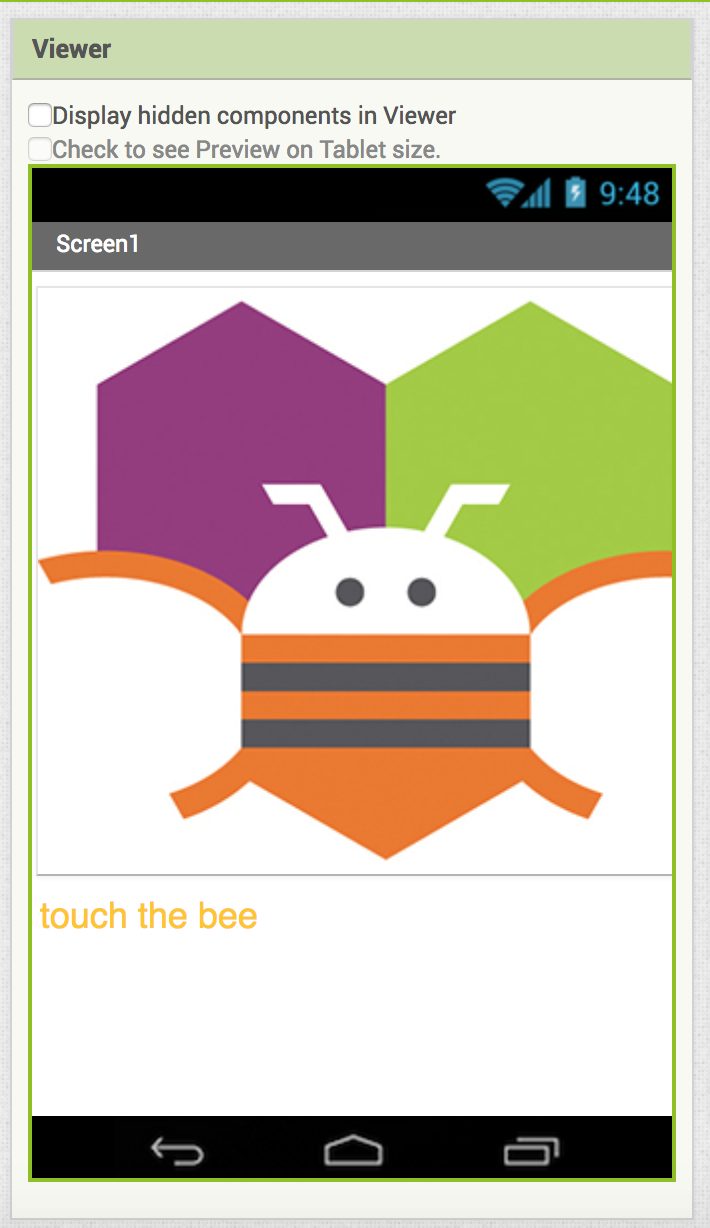 Viewer
Display hidden components in Viewer
Check to see Preview on Tablet size.
9:48
Screen1
touch the bee